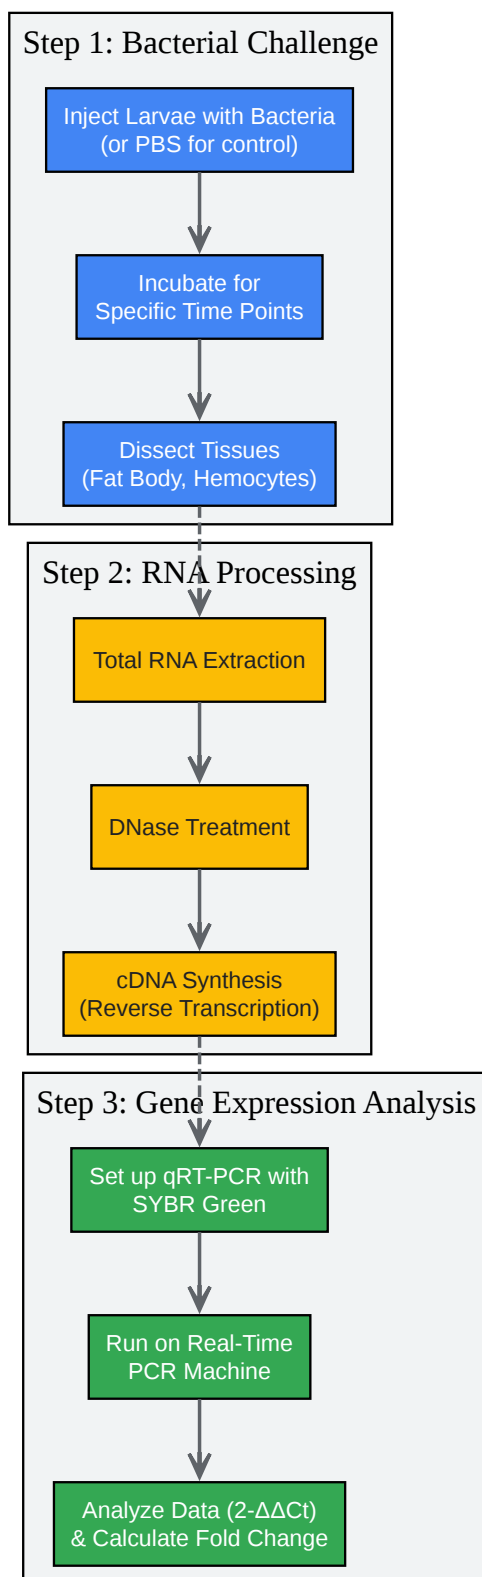 Step 1: Bacterial Challenge
Inject Larvae with Bacteria
(or PBS for control)
Incubate for
Specific Time Points
Dissect Tissues
(Fat Body, Hemocytes)
Step 2: RNA Processing
Total RNA Extraction
DNase Treatment
cDNA Synthesis
(Reverse Transcription)
Step 3: Gene Expression Analysis
Set up qRT-PCR with
SYBR Green
Run on Real-Time
PCR Machine
Analyze Data (2-ΔΔCt)
& Calculate Fold Change